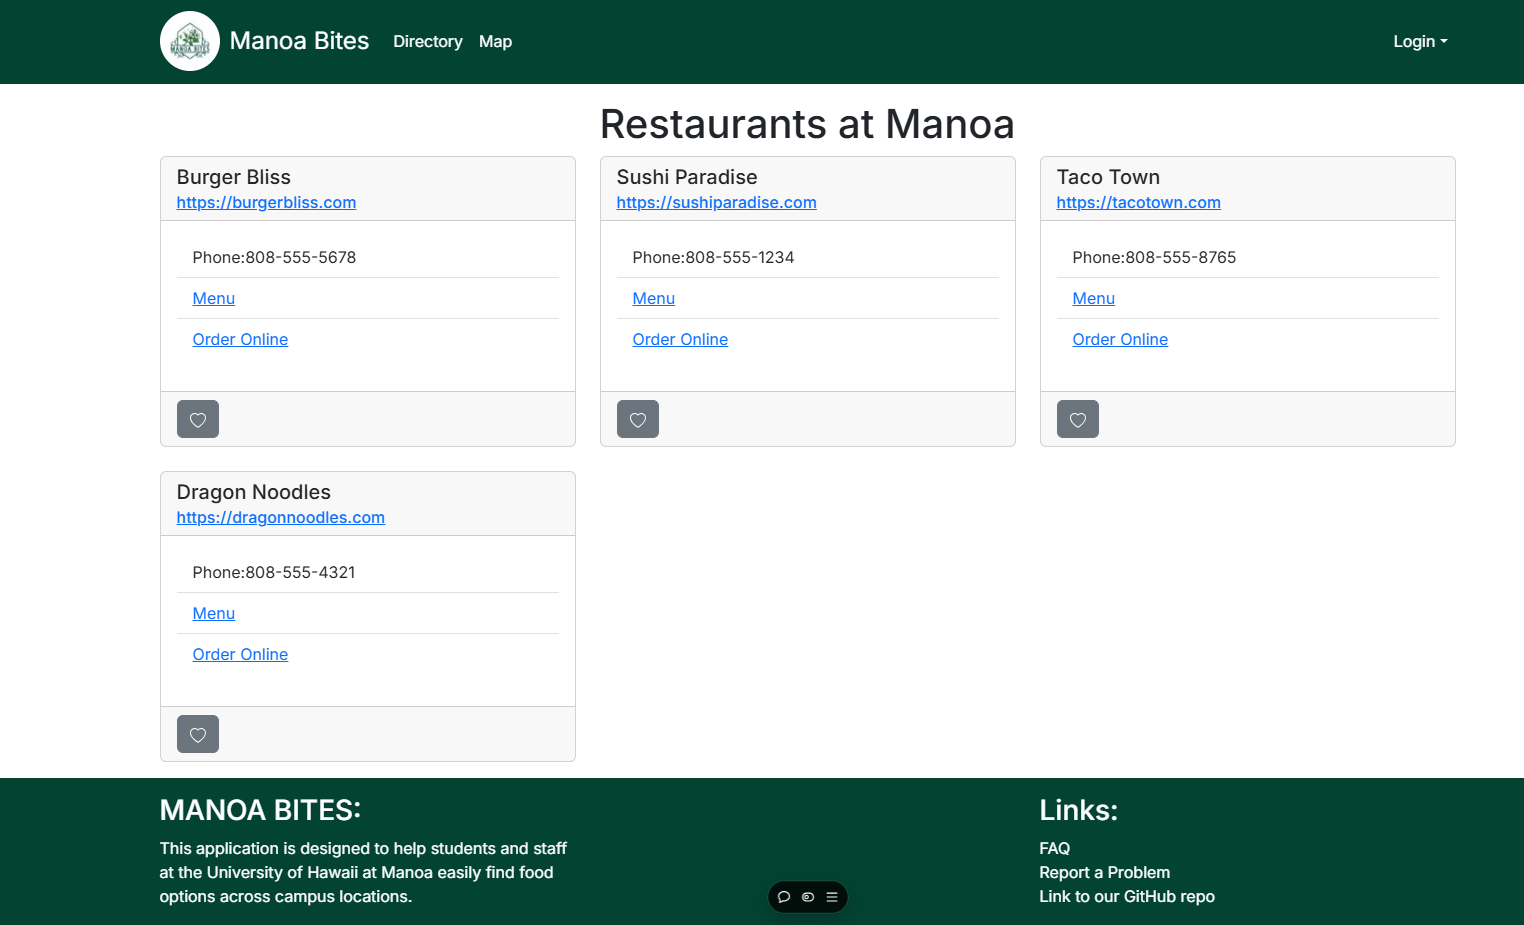 MANOA BITES
Manoa Bites
Directory
Map
Login
Restaurants at Manoa
Burger Bliss
https://burgerbliss.com
Phone:808-555-5678
Menu
Order Online
Sushi Paradise
https://sushiparadise.com
Phone:808-555-1234
Menu
Order Online
Taco Town
https://tacotown.com
Phone:808-555-8765
Menu
Order Online
Dragon Noodles
https://dragonnoodles.com
Phone:808-555-4321
Menu
Order Online
MANOA BITES:
This application is designed to help students and staff
at the University of Hawaii at Manoa easily find food
options across campus locations.
Links:
FAQ
Report a Problem
Link to our GitHub repo